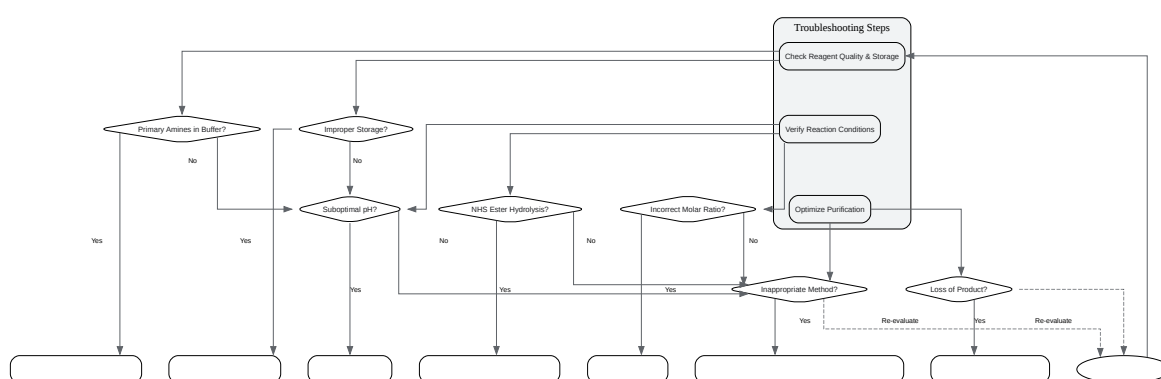 Troubleshooting Steps
Check Reagent Quality & Storage
Primary Amines in Buffer?
Improper Storage?
Verify Reaction Conditions
No
No
Suboptimal pH?
NHS Ester Hydrolysis?
Incorrect Molar Ratio?
Optimize Purification
Yes
Yes
No
No
No
Yes
Yes
Yes
Inappropriate Method?
Loss of Product?
Yes
Re-evaluate
Yes
Re-evaluate